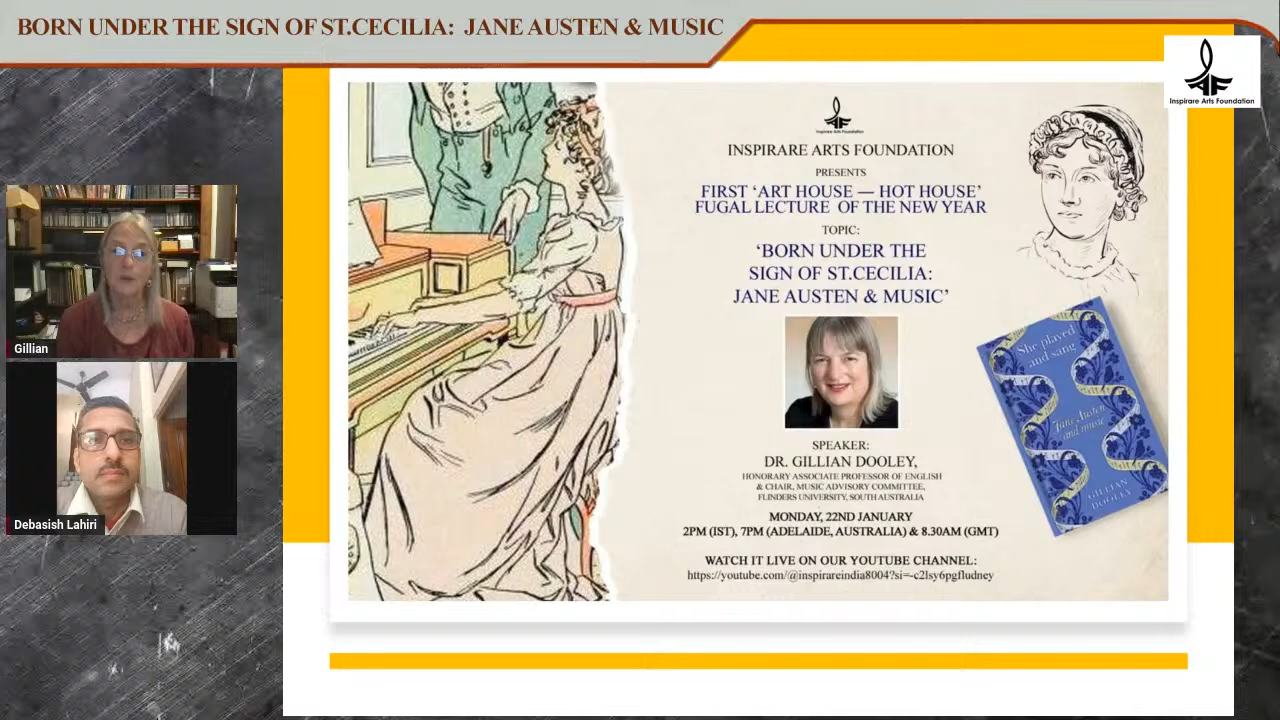 BORN UNDER THE SIGN OF ST.CECILIA: JANE AUSTEN & MUSIC
Inspirare Arts Foundation
Gillian
Debasish Lahiri
Inspirare Arts Foundation
INSPIRARE ARTS FOUNDATION
PRESENTS
FIRST ‘ART HOUSE — HOT HOUSE’
FUGAL LECTURE OF THE NEW YEAR
TOPIC:
‘BORN UNDER THE
SIGN OF ST.CECILIA:
JANE AUSTEN & MUSIC’
SPEAKER:
DR. GILLIAN DOOLEY,
HONORARY ASSOCIATE PROFESSOR OF ENGLISH
& CHAIR, MUSIC ADVISORY COMMITTEE,
FLINDERS UNIVERSITY, SOUTH AUSTRALIA
MONDAY, 22ND JANUARY
2PM (IST), 7PM (ADELAIDE, AUSTRALIA) & 8.30AM (GMT)
WATCH IT LIVE ON OUR YOUTUBE CHANNEL:
https://youtube.com/@inspirareindia8004?si=-c2lsy6pgfludney
She played
and sang
Jane Austen
and music
GILLIAN
DOOLEY